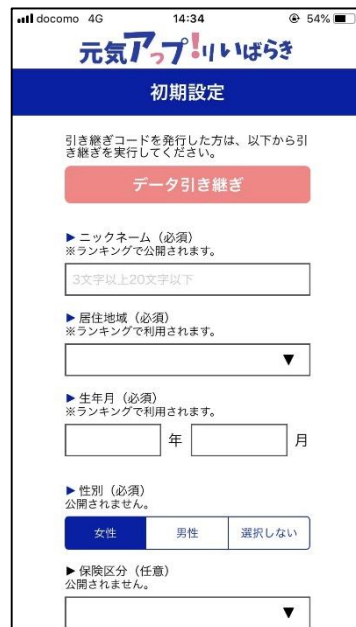 docomo 4G 14:34 54%
元気アップ!りいばらき
初期設定
引き継ぎコードを発行した方は、以下から引
き継ぎを実行してください。
データ引き継ぎ
▶ニックネーム（必須）
※ランキングで公開されます。
3文字以上20文字以下
▶居住地域（必須）
※ランキングで利用されます。
▼
▶生年月（必須）
※ランキングで利用されます。
年 月
▶性別（必須）
公開されません。
女性 男性 選択しない
▶保険区分（任意）
公開されません。
▼